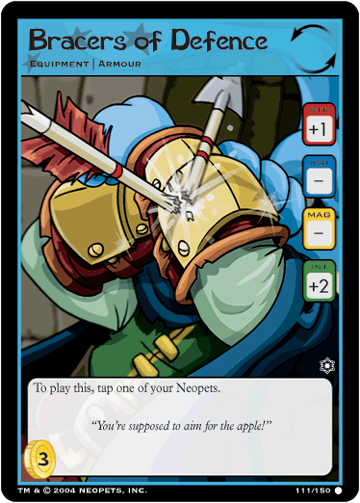 Bracers of Defence
Equipment | Armour
STR
+1
AGI
–
MAG
–
INT
+2
To play this, tap one of your Neopets.
“You’re supposed to aim for the apple!”
3
TM & © 2004 NEOPETS, INC.
111/150